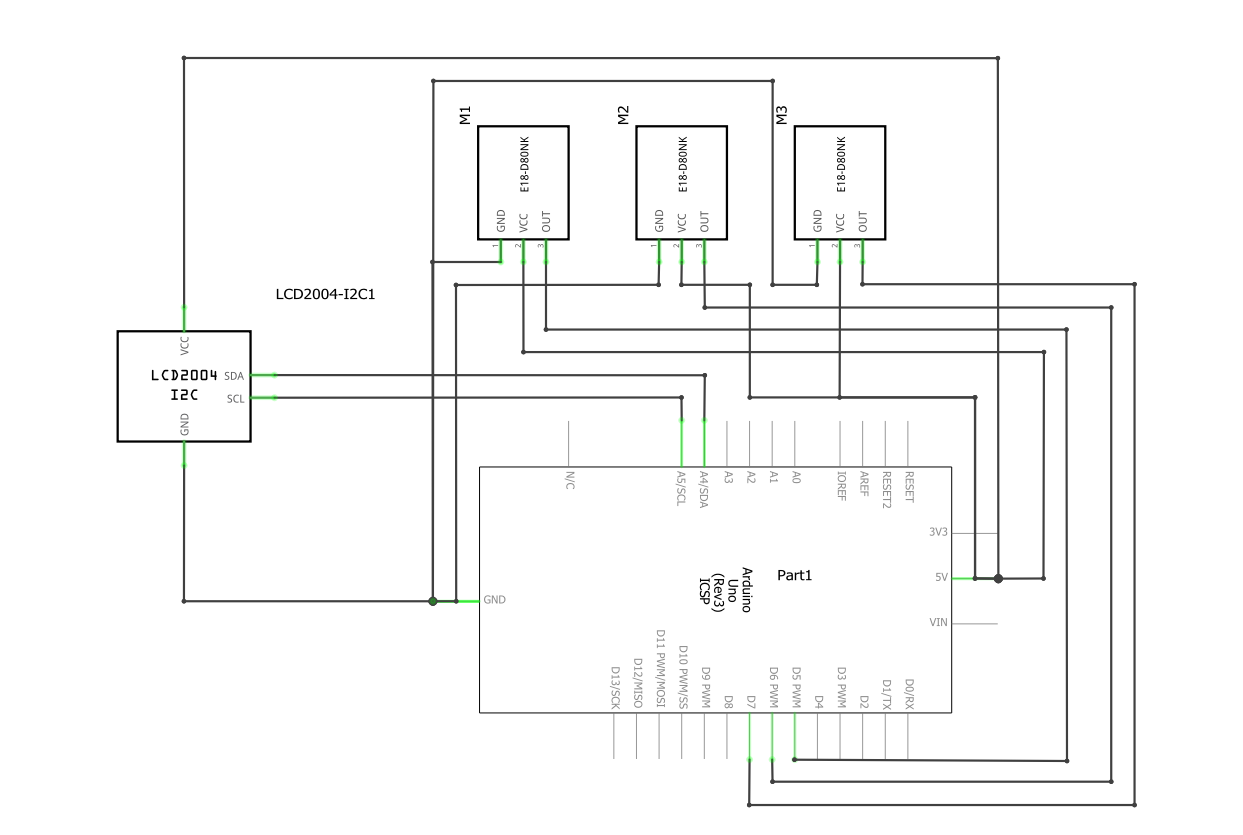 M1
M2
M3
E18-D80NK
E18-D80NK
E18-D80NK
GND
VCC
OUT
GND
VCC
OUT
GND
VCC
OUT
1
2
3
1
2
3
1
2
3
LCD2004-I2C1
VCC
LCD2004
I2C
SDA
SCL
GND
N/C
A5/SCL
A4/SDA
A3
A2
A1
A0
IOREF
AREF
RESET2
RESET
3V3
5V
VIN
GND
Arduino
Uno
(Rev3)
ICSP
Part1
D13/SCK
D12/MISO
D11 PWM/MOSI
D10 PWM/SS
D9 PWM
D8
D7
D6 PWM
D5 PWM
D4
D3 PWM
D2
D1/TX
D0/RX